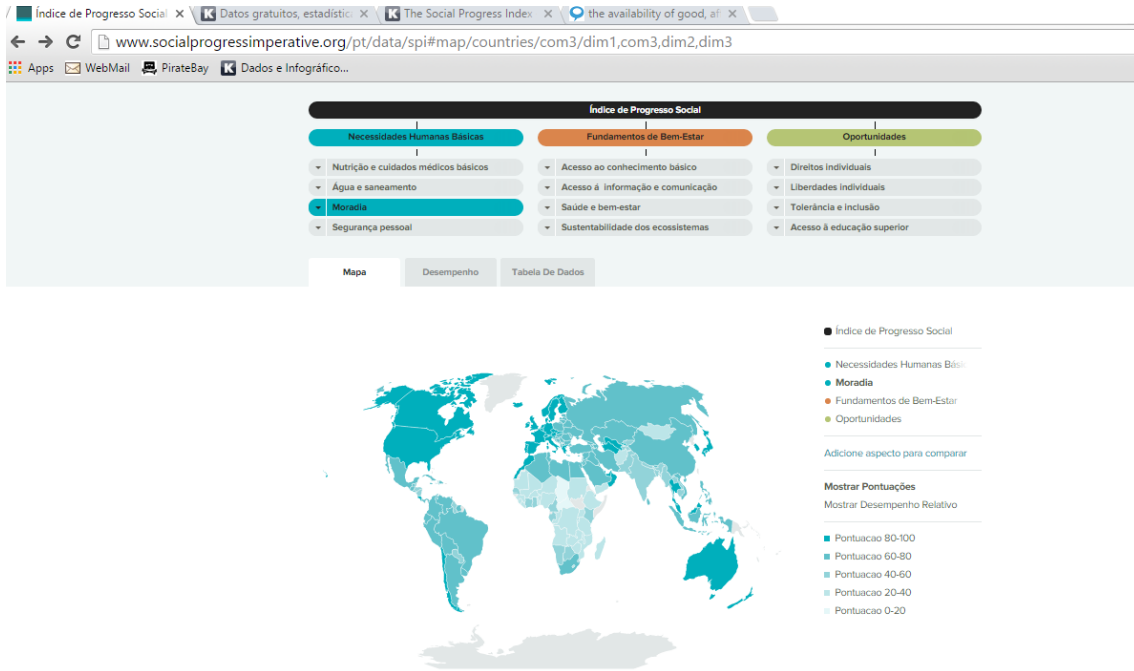 Índice de Progresso Social
Datos gratuitos, estadístic
The Social Progress Index
the availability of good, af
www.socialprogressimperative.org/pt/data/spi#map/countries/com3/dim1,com3,dim2,dim3
Apps WebMail PirateBay Dados e Infográfico...
Índice de Progresso Social
Necessidades Humanas Básicas Fundamentos de Bem-Estar Oportunidades
Nutrição e cuidados médicos básicos Acesso ao conhecimento básico Direitos individuais
Água e saneamento Acesso á informação e comunicação Liberdades individuais
Moradia Saúde e bem-estar Tolerância e inclusão
Segurança pessoal Sustentabilidade dos ecossistemas Acesso à educação superior
Mapa Desempenho Tabela De Dados
Índice de Progresso Social
Necessidades Humanas Bási
Moradia
Fundamentos de Bem-Estar
Oportunidades
Adicione aspecto para comparar
Mostrar Pontuações
Mostrar Desempenho Relativo
Pontuacao 80-100
Pontuacao 60-80
Pontuacao 40-60
Pontuacao 20-40
Pontuacao 0-20